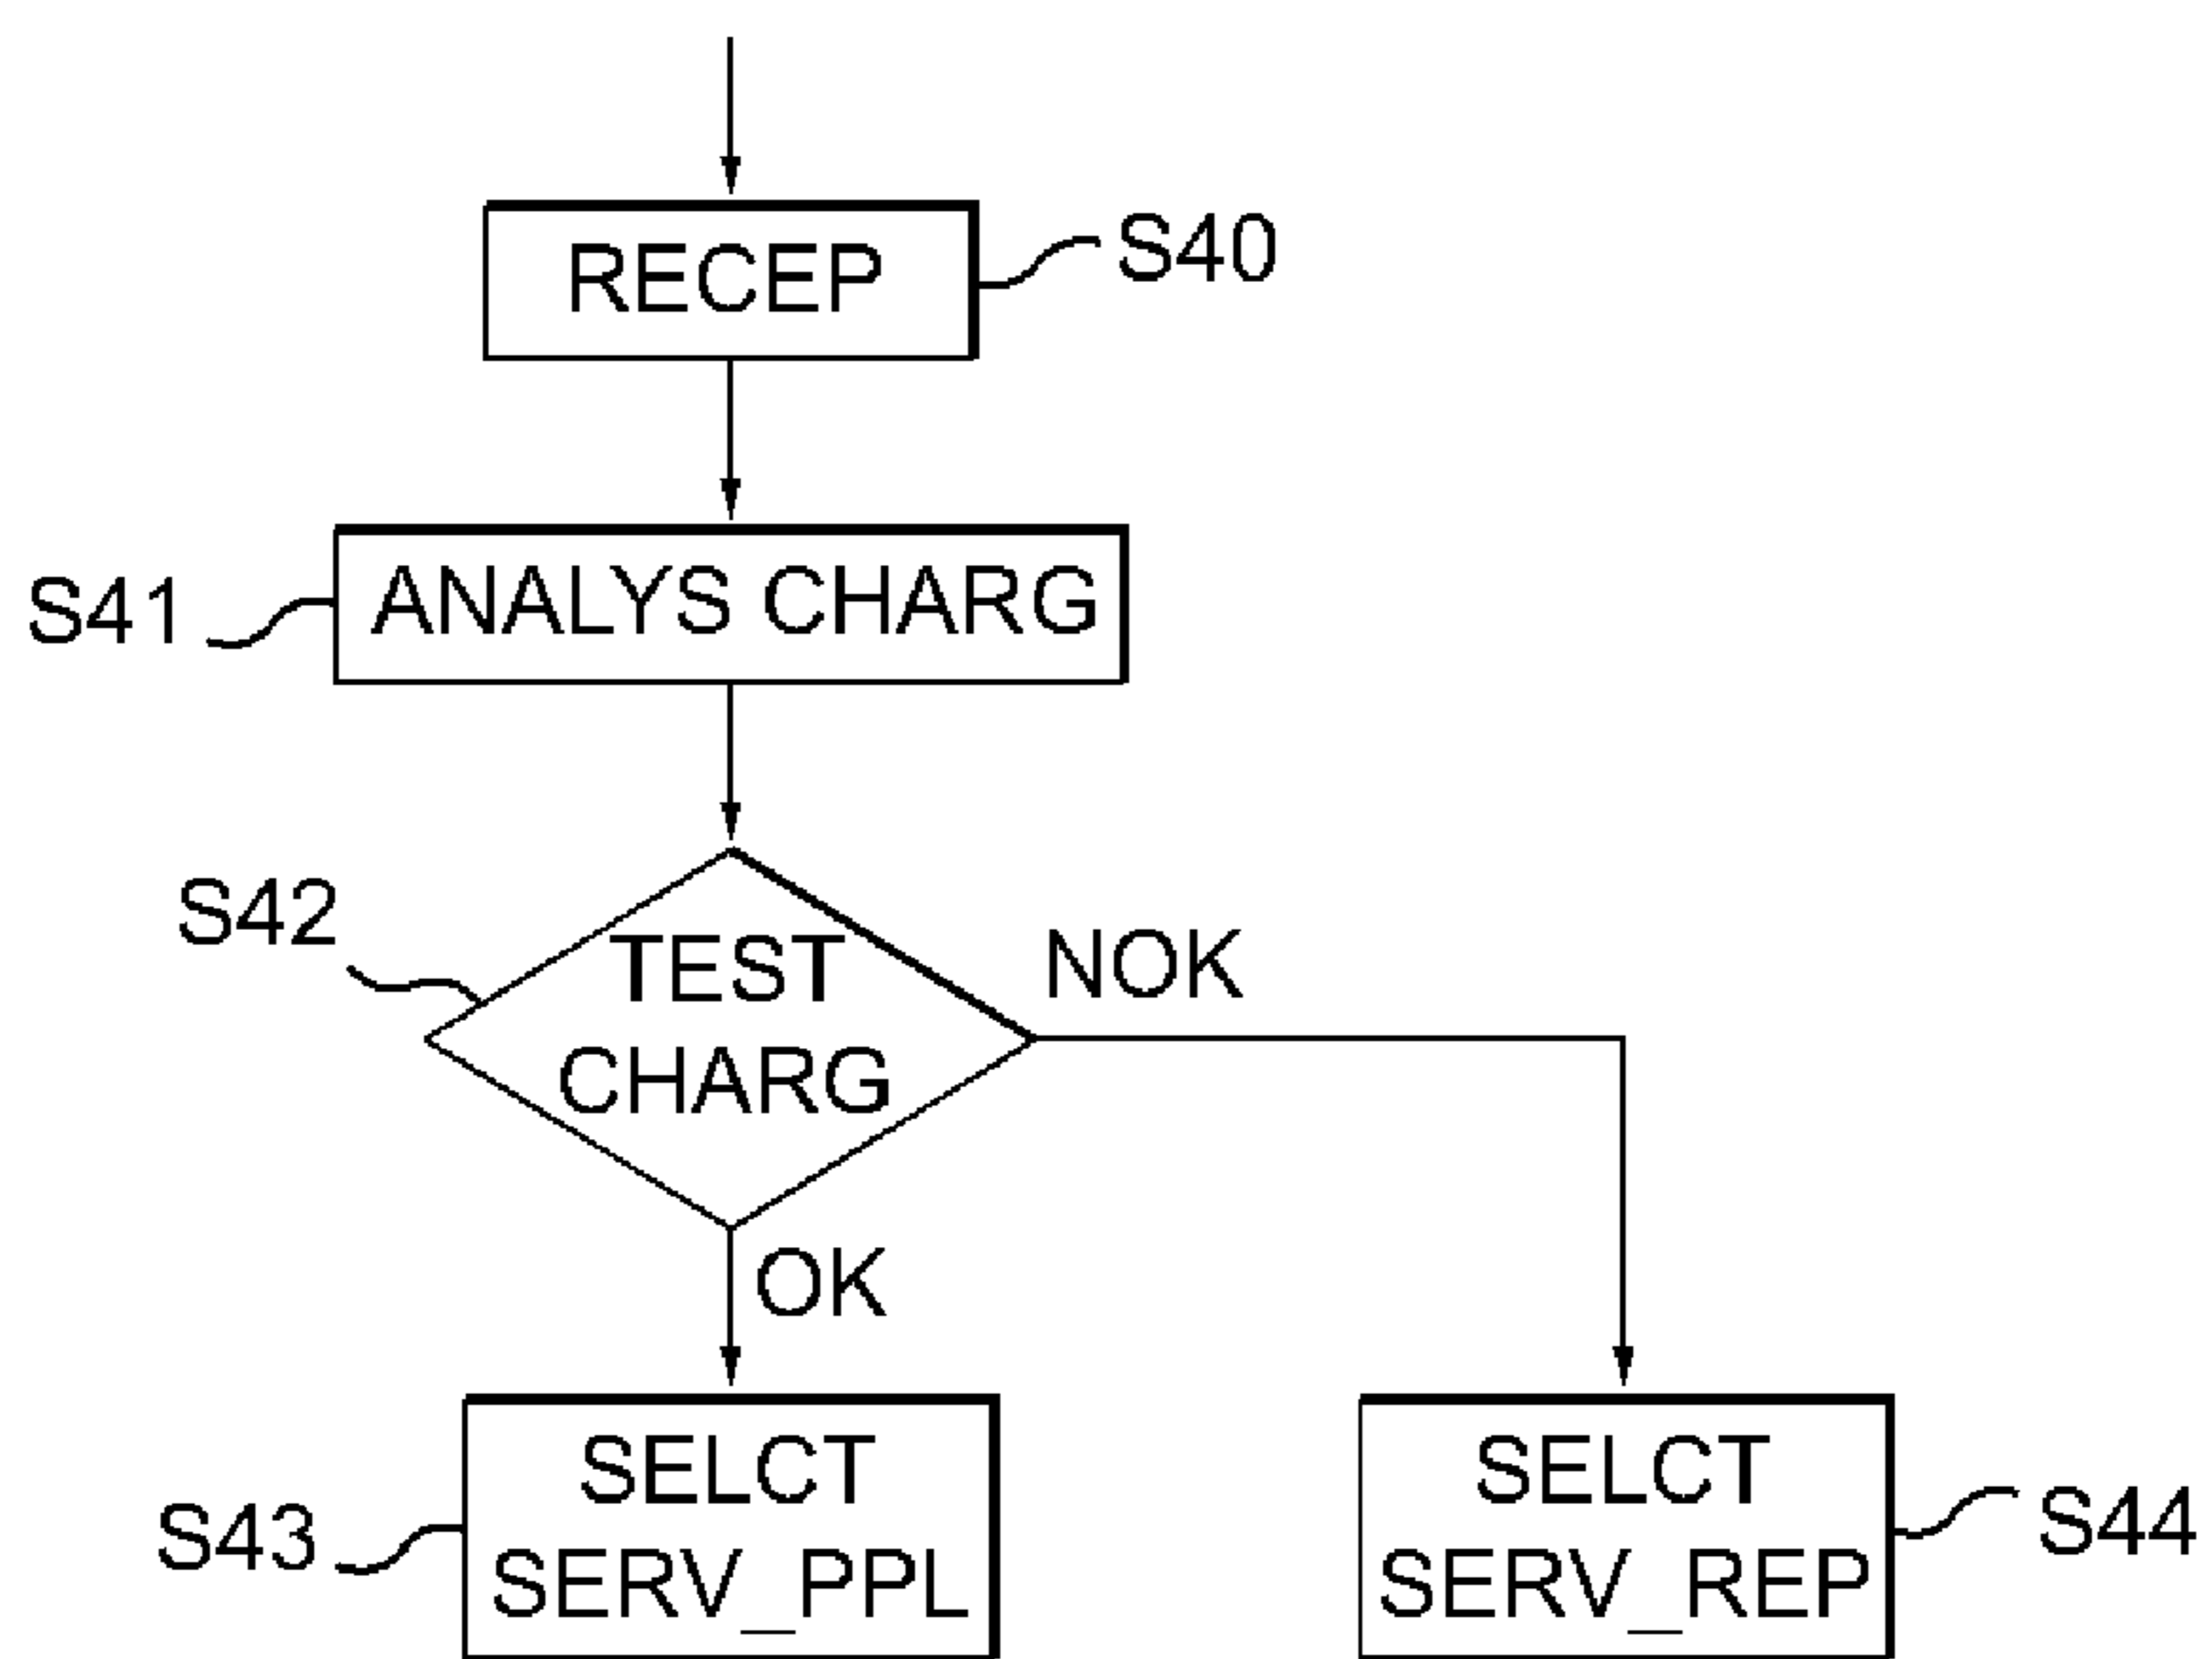 RECEP
S40
S41
ANALYS CHARG
S42
TEST
CHARG
NOK
OK
SELCT
SERV_PPL
S43
SELCT
SERV_REP
S44